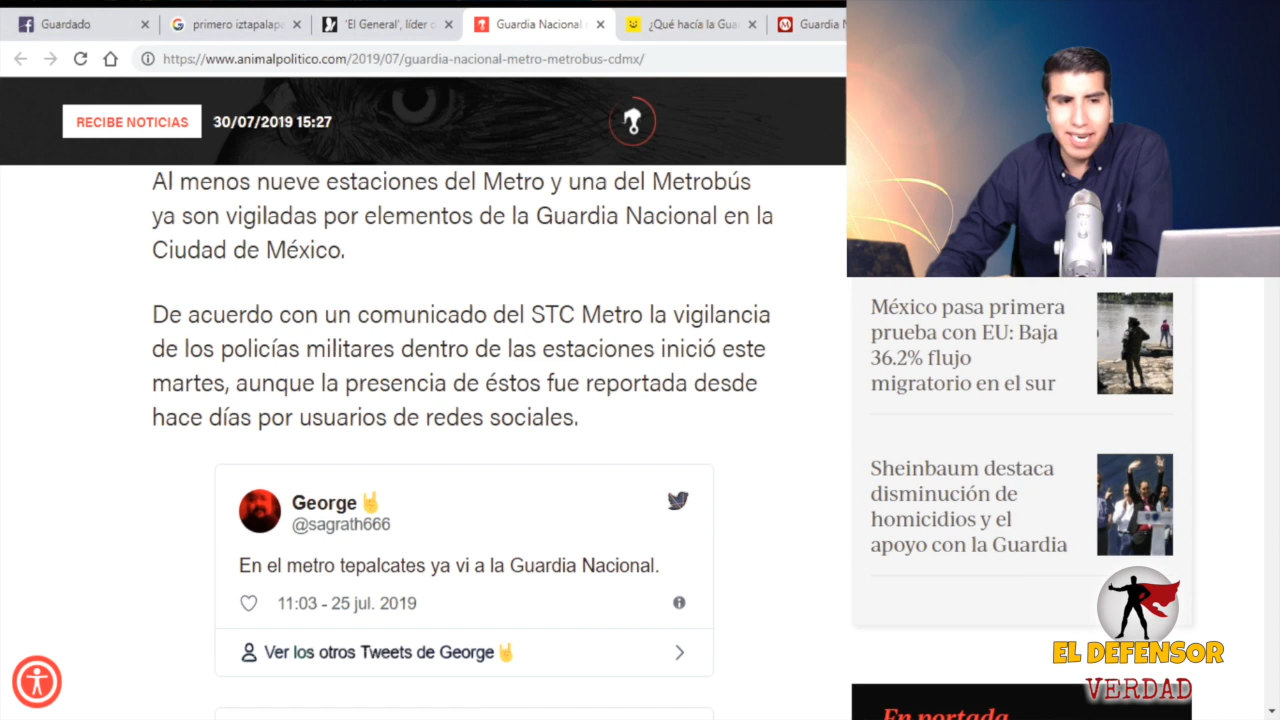 Guardado
primero iztapalapa
'El General', líder c
Guardia Nacional
¿Qué hacía la Gua
Guardia N
https://www.animalpolitico.com/2019/07/guardia-nacional-metro-metrobus-cdmx/
RECIBE NOTICIAS
30/07/2019 15:27
Al menos nueve estaciones del Metro y una del Metrobús
ya son vigiladas por elementos de la Guardia Nacional en la
Ciudad de México.
De acuerdo con un comunicado del STC Metro la vigilancia
de los policías militares dentro de las estaciones inició este
martes, aunque la presencia de éstos fue reportada desde
hace días por usuarios de redes sociales.
George🤘
@sagrath666
En el metro tepalcates ya vi a la Guardia Nacional.
11:03 - 25 jul. 2019
Ver los otros Tweets de George🤘
México pasa primera
prueba con EU: Baja
36.2% flujo
migratorio en el sur
Sheinbaum destaca
disminución de
homicidios y el
apoyo con la Guardia
EL DEFENSOR
VERDAD
En portada